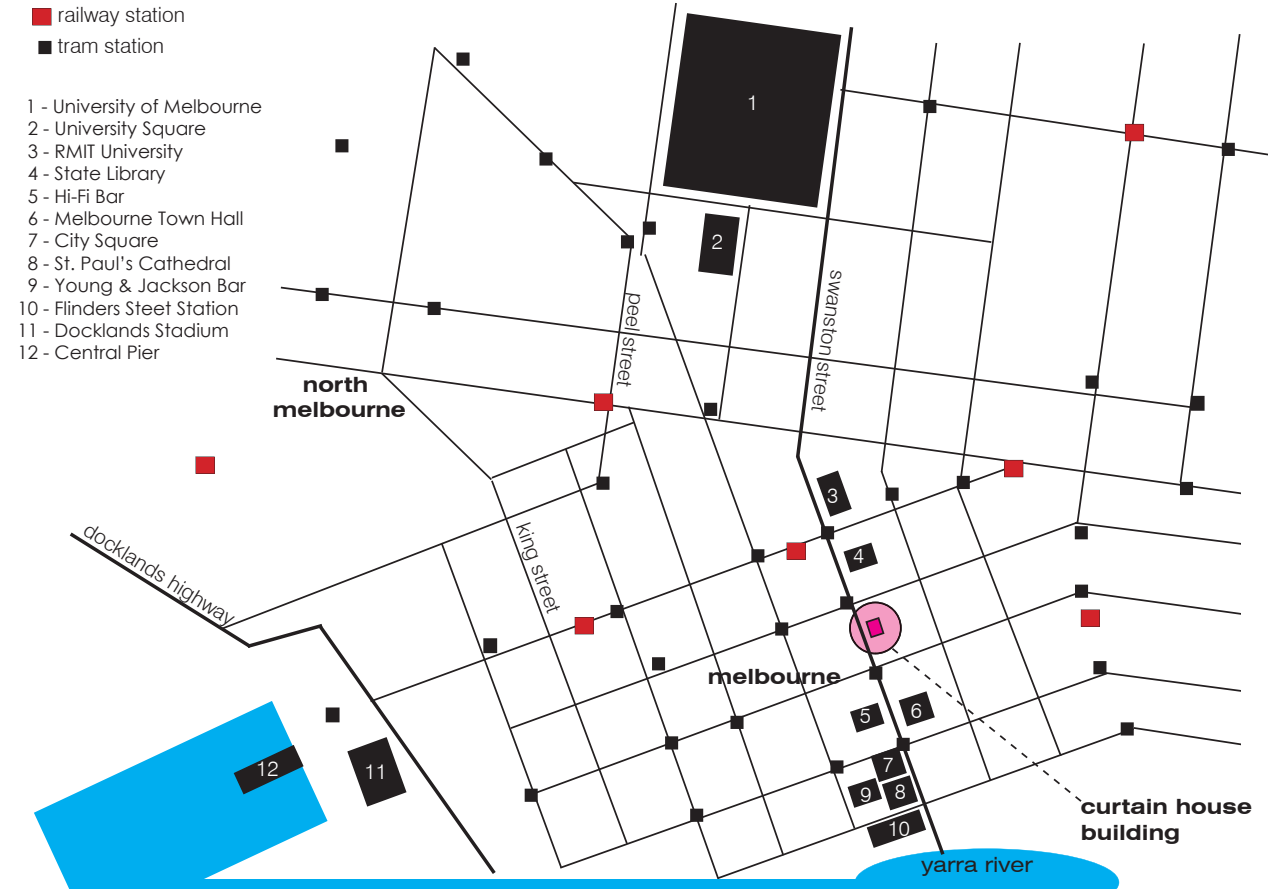 railway station
tram station
1 - University of Melbourne
2 - University Square
3 - RMIT University
4 - State Library
5 - Hi-Fi Bar
6 - Melbourne Town Hall
7 - City Square
8 - St. Paul's Cathedral
9 - Young & Jackson Bar
10 - Flinders Steet Station
11 - Docklands Stadium
12 - Central Pier
1
2
peel street
swanston street
north
melbourne
3
docklands highway
king street
4
melbourne
5
6
7
12
11
9
8
10
curtain house
building
yarra river